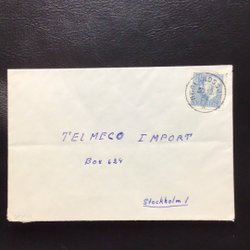 TELMECO IMPORT
Box 624
Stockholm 1